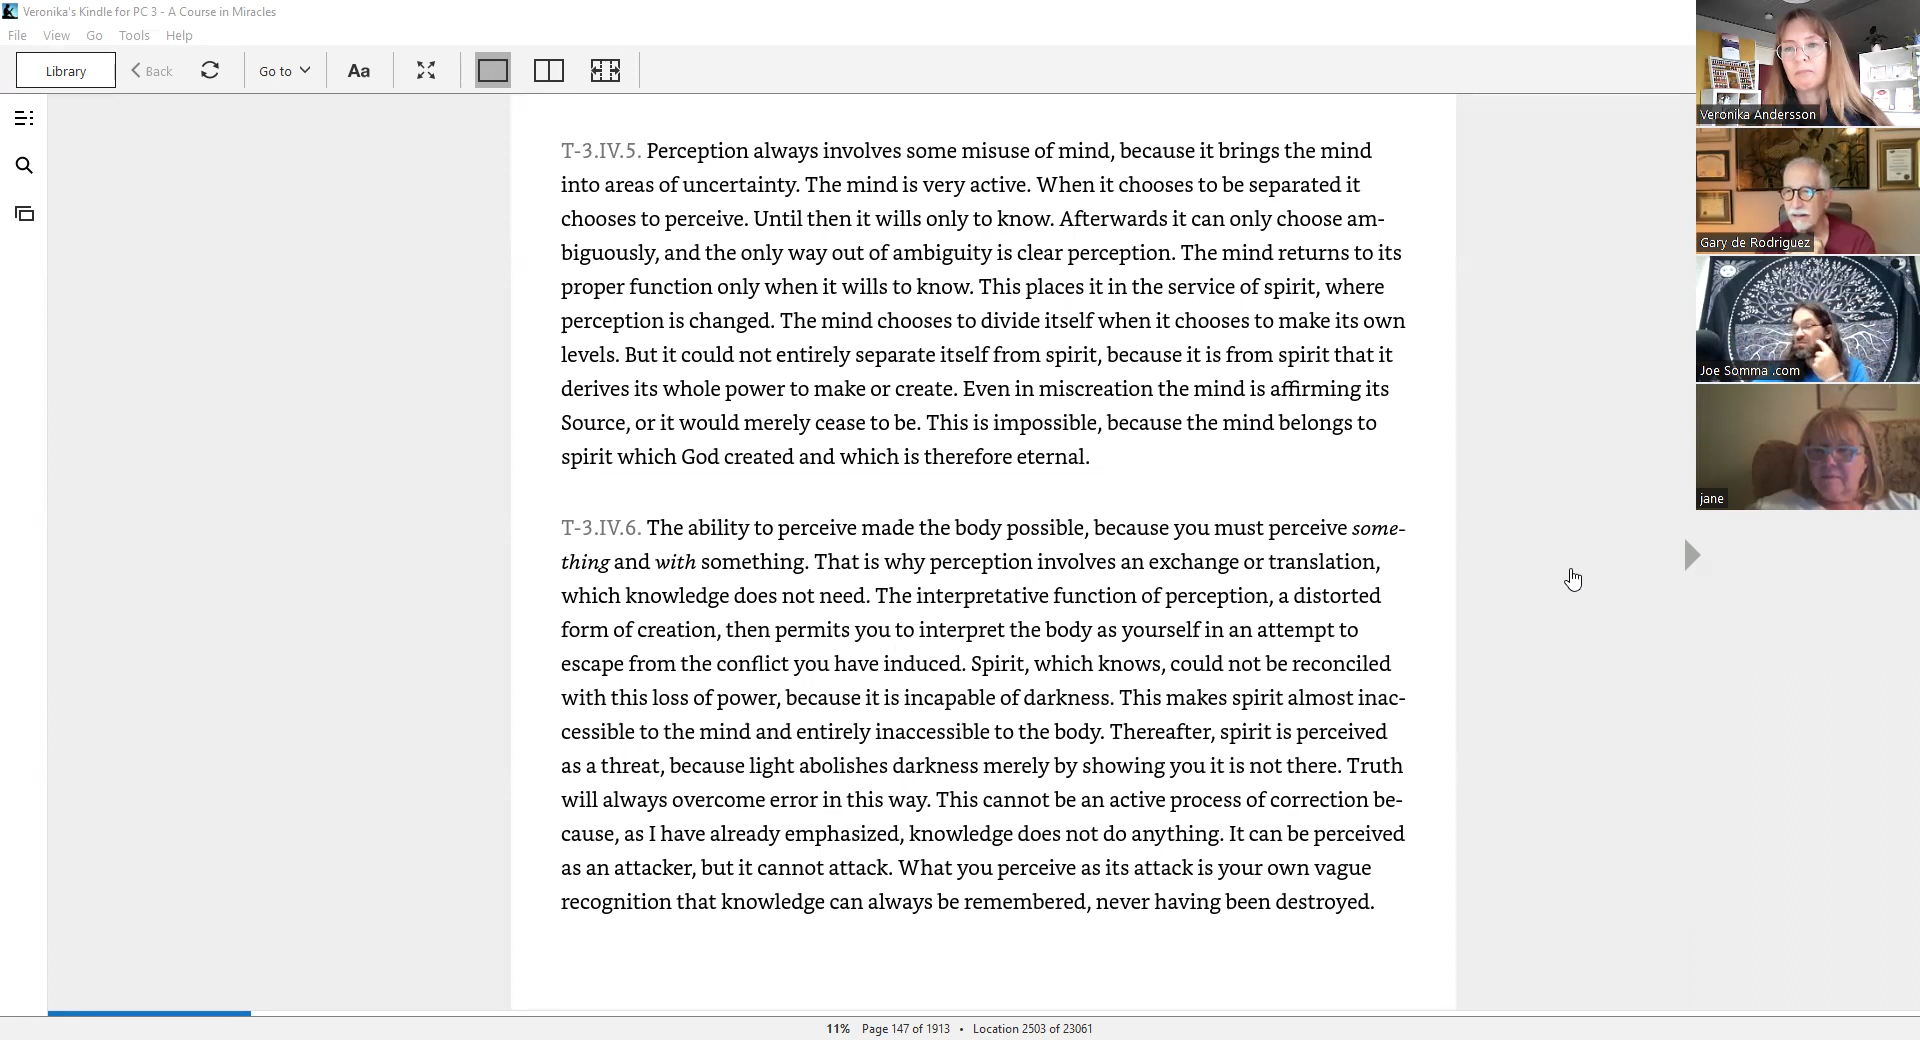 Veronika's Kindle for PC 3 - A Course in Miracles
File View Go Tools Help
Library Back Go to Aa
T-3.IV.5. Perception always involves some misuse of mind, because it brings the mind
into areas of uncertainty. The mind is very active. When it chooses to be separated it
chooses to perceive. Until then it wills only to know. Afterwards it can only choose am-
biguously, and the only way out of ambiguity is clear perception. The mind returns to its
proper function only when it wills to know. This places it in the service of spirit, where
perception is changed. The mind chooses to divide itself when it chooses to make its own
levels. But it could not entirely separate itself from spirit, because it is from spirit that it
derives its whole power to make or create. Even in miscreation the mind is affirming its
Source, or it would merely cease to be. This is impossible, because the mind belongs to
spirit which God created and which is therefore eternal.
T-3.IV.6. The ability to perceive made the body possible, because you must perceive some-
thing and with something. That is why perception involves an exchange or translation,
which knowledge does not need. The interpretative function of perception, a distorted
form of creation, then permits you to interpret the body as yourself in an attempt to
escape from the conflict you have induced. Spirit, which knows, could not be reconciled
with this loss of power, because it is incapable of darkness. This makes spirit almost inac-
cessible to the mind and entirely inaccessible to the body. Thereafter, spirit is perceived
as a threat, because light abolishes darkness merely by showing you it is not there. Truth
will always overcome error in this way. This cannot be an active process of correction be-
cause, as I have already emphasized, knowledge does not do anything. It can be perceived
as an attacker, but it cannot attack. What you perceive as its attack is your own vague
recognition that knowledge can always be remembered, never having been destroyed.
11% Page 147 of 1913 • Location 2503 of 23061
Veronika Andersson
Gary de Rodriguez
Joe Somma .com
jane